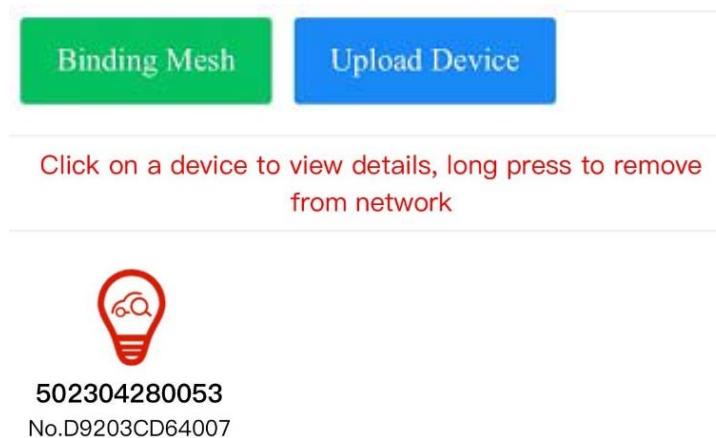 Binding Mesh
Upload Device
Click on a device to view details, long press to remove
from network
502304280053
No.D9203CD64007